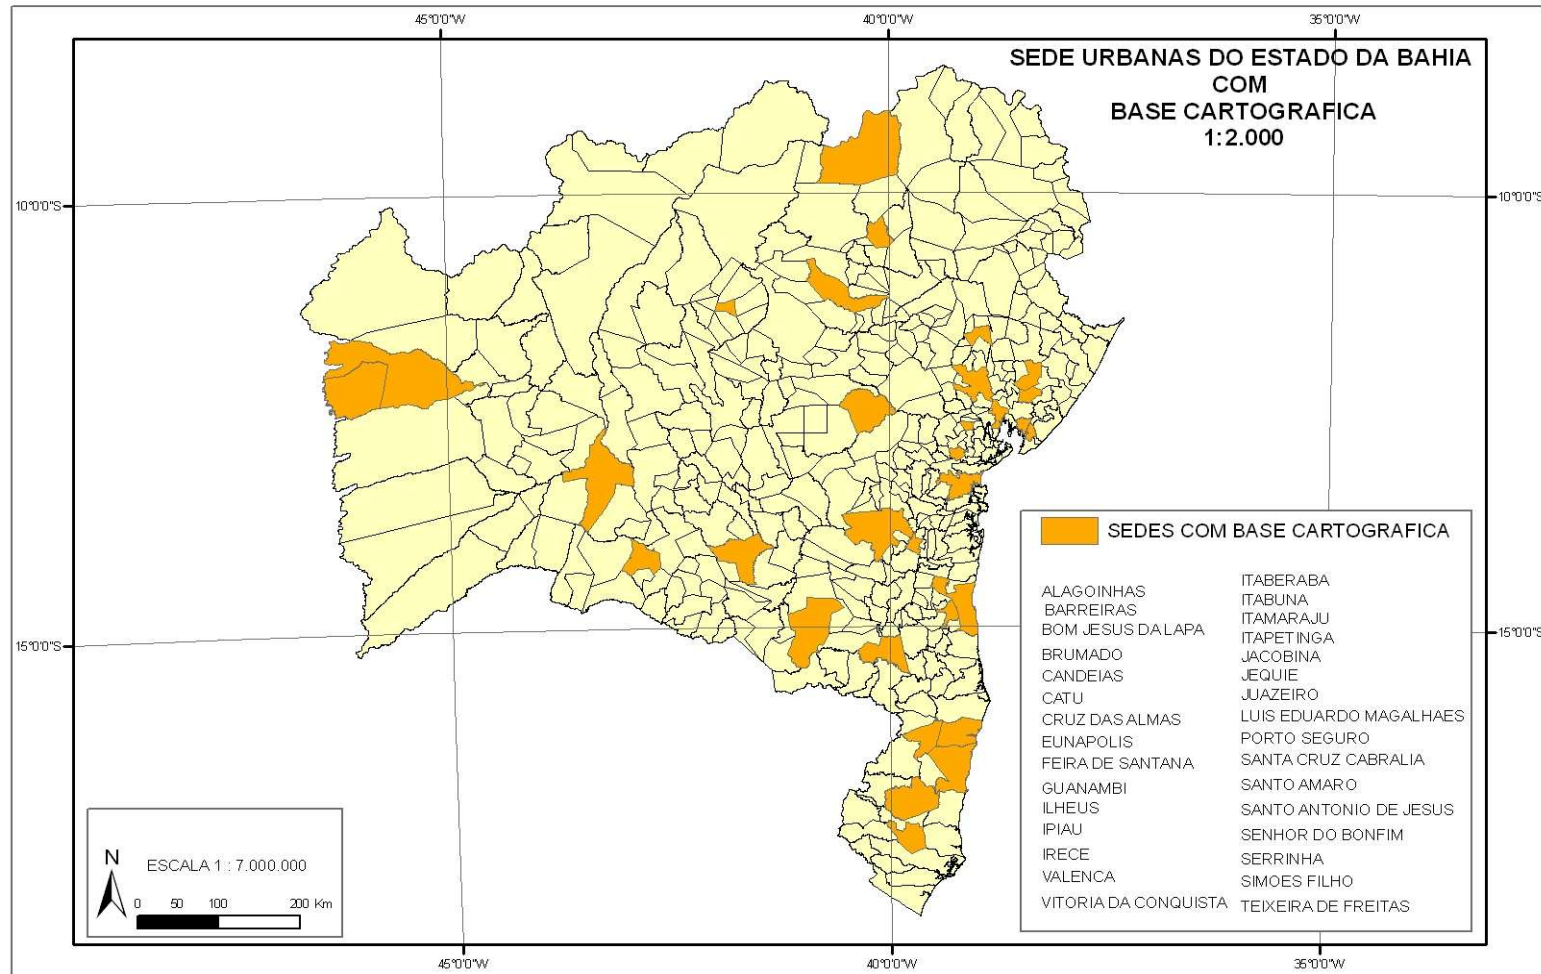 45°0'0"W
40°0'0"W
35°0'0"W
SEDE URBANAS DO ESTADO DA BAHIA
COM
BASE CARTOGRAFICA
1:2.000
10°0'0"S
10°0'0"S
SEDES COM BASE CARTOGRAFICA
ALAGOINHAS
BARREIRAS
BOM JESUS DA LAPA
BRUMADO
CANDEIAS
CATU
CRUZ DAS ALMAS
EUNAPOLIS
FEIRA DE SANTANA
GUANAMBI
ILHEUS
IPIAU
IRECE
VALENCA
VITORIA DA CONQUISTA
ITABERABA
ITABUNA
ITAMARAJU
ITAPETINGA
JACOBINA
JEQUIE
JUAZEIRO
LUIS EDUARDO MAGALHAES
PORTO SEGURO
SANTA CRUZ CABRALIA
SANTO AMARO
SANTO ANTONIO DE JESUS
SENHOR DO BONFIM
SERRINHA
SIMOES FILHO
TEIXEIRA DE FREITAS
15°0'0"S
15°0'0"S
N
ESCALA 1 : 7.000.000
0 50 100 200 Km
45°0'0"W
40°0'0"W
35°0'0"W